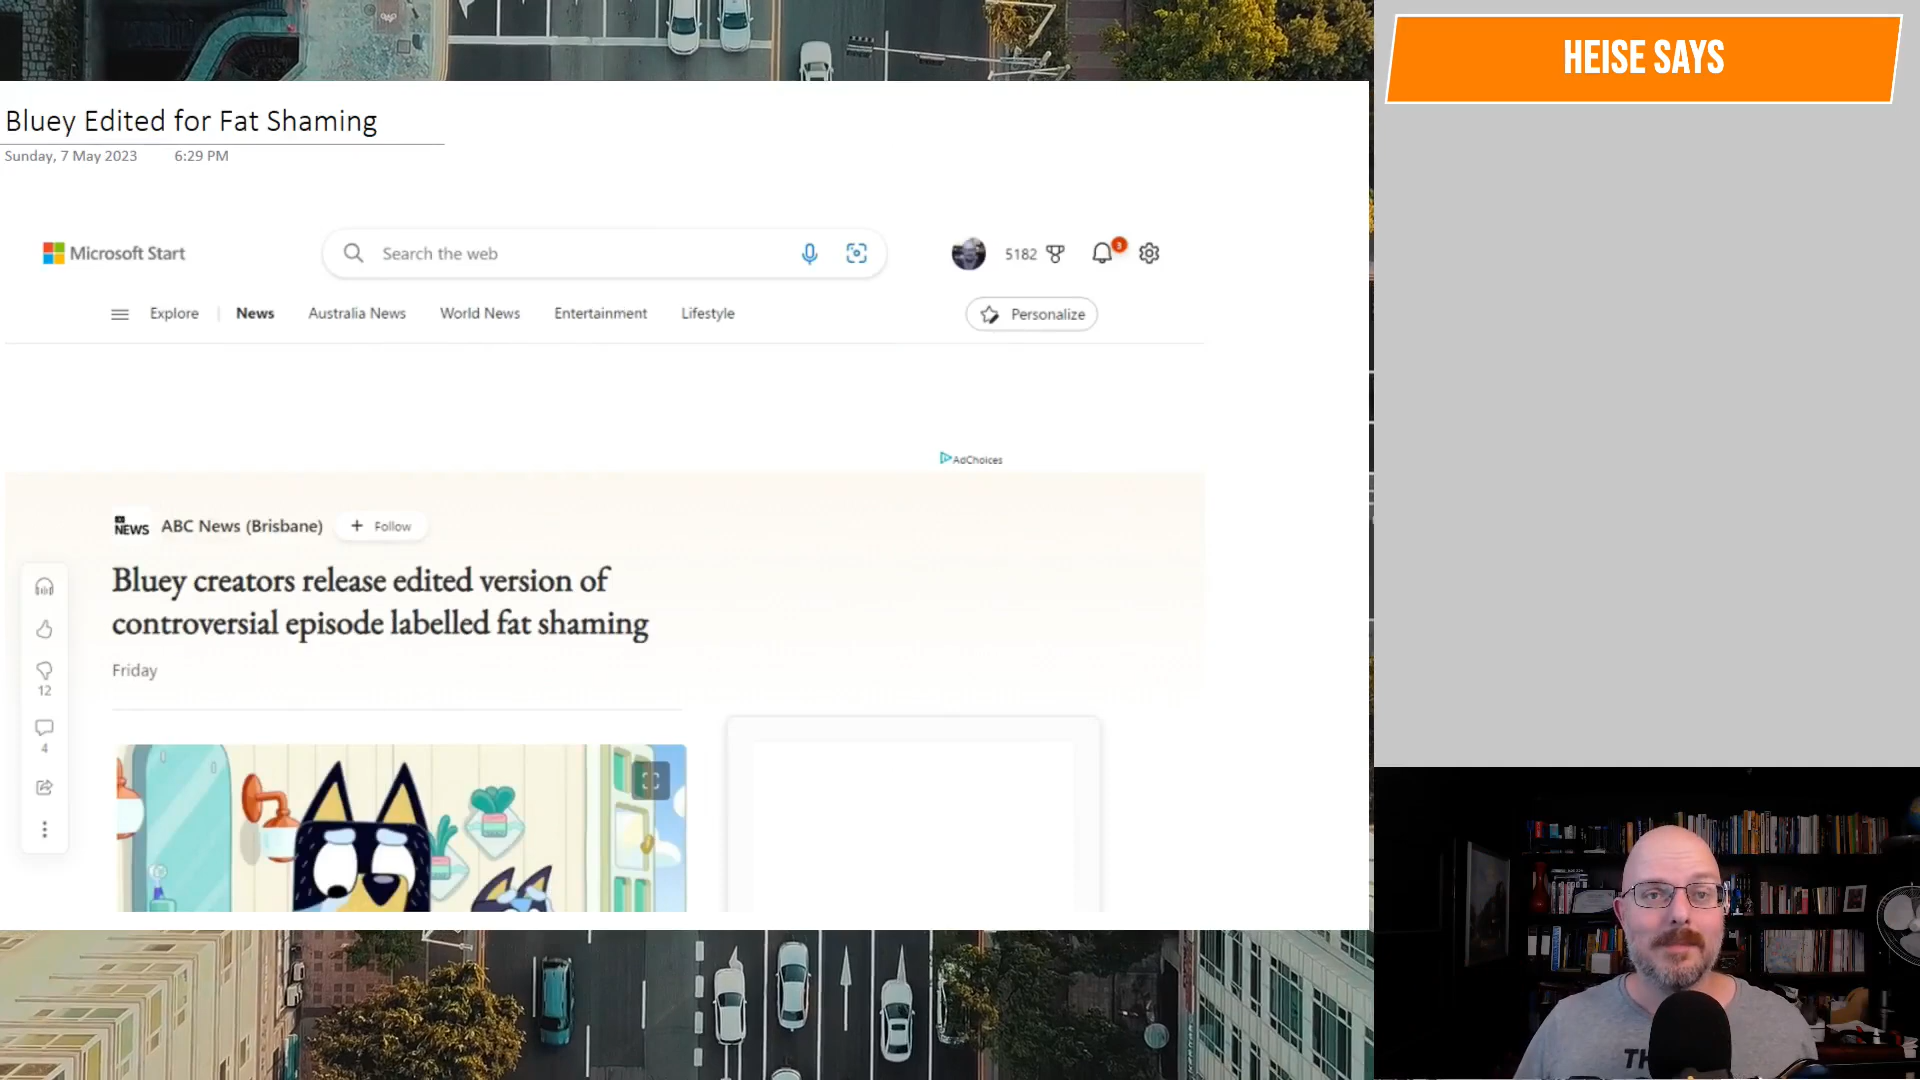 HEISE SAYS
Bluey Edited for Fat Shaming
Sunday, 7 May 2023 6:29 PM
Microsoft Start
Search the web
5182
3
Explore
News
Australia News
World News
Entertainment
Lifestyle
Personalize
AdChoices
NEWS
ABC News (Brisbane)
+ Follow
Bluey creators release edited version of
controversial episode labelled fat shaming
Friday
12
4
TH